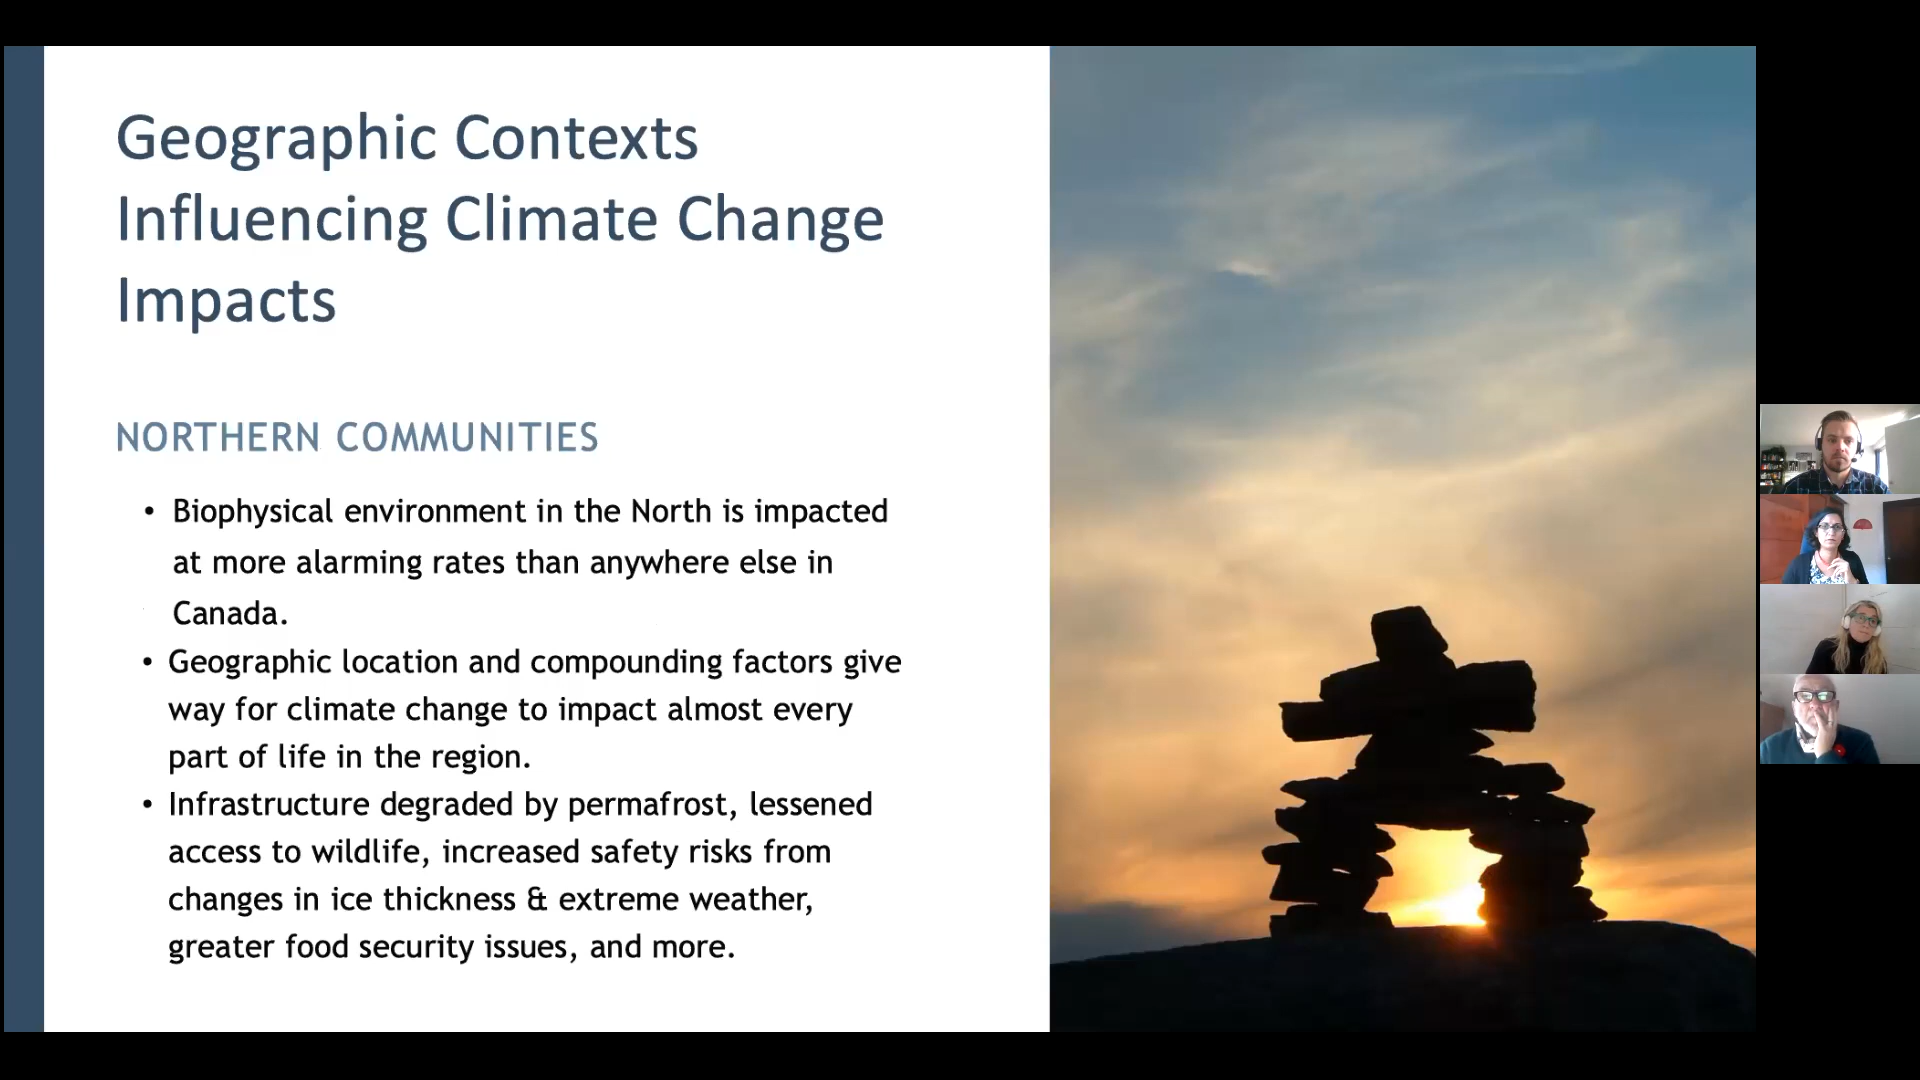 Geographic Contexts
Influencing Climate Change
Impacts
NORTHERN COMMUNITIES
• Biophysical environment in the North is impacted
at more alarming rates than anywhere else in
Canada.
• Geographic location and compounding factors give
way for climate change to impact almost every
part of life in the region.
• Infrastructure degraded by permafrost, lessened
access to wildlife, increased safety risks from
changes in ice thickness & extreme weather,
greater food security issues, and more.